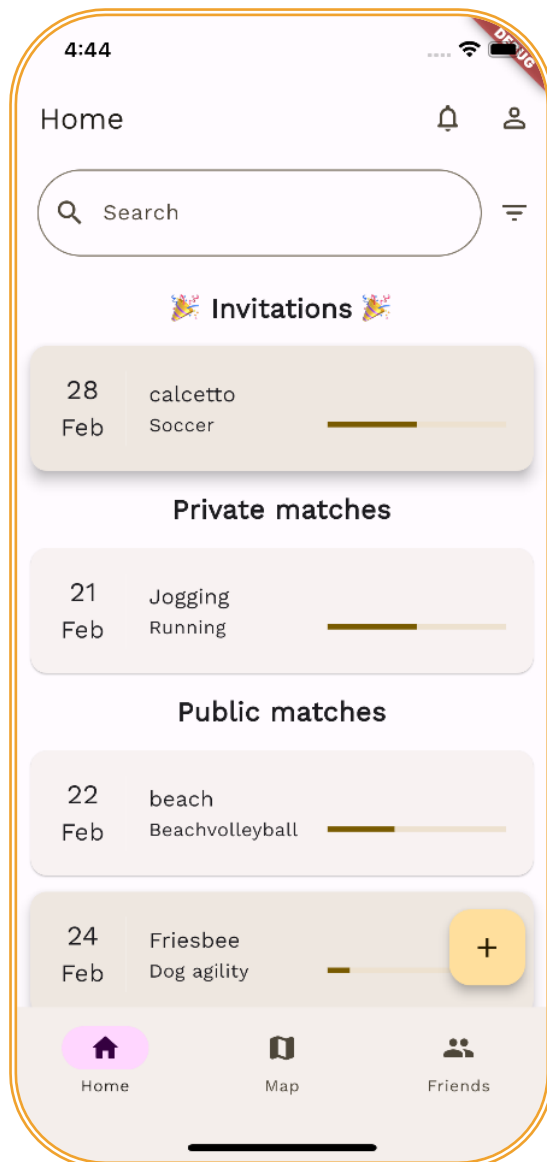 4:44
DEBUG
Home
Search
🎉 Invitations 🎉
28
Feb
calcetto
Soccer
Private matches
21
Feb
Jogging
Running
Public matches
22
Feb
beach
Beachvolleyball
24
Feb
Friesbee
Dog agility
+
Home
Map
Friends